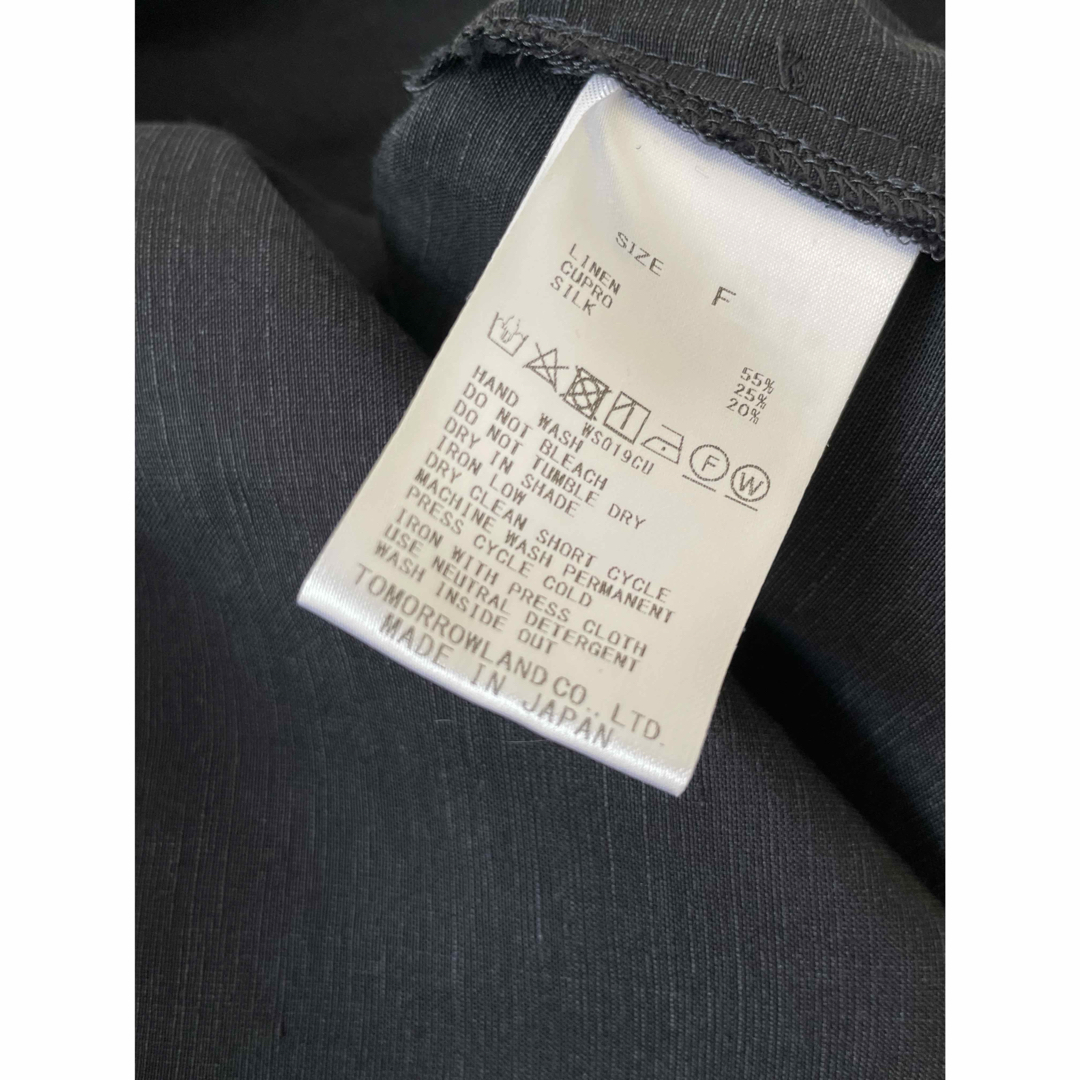 SIZE F
LINEN 55%
CUPRO 25%
SILK 20%
F W
WS019CU
HAND WASH
DO NOT BLEACH
DO NOT TUMBLE DRY
DRY IN SHADE
IRON LOW
DRY CLEAN SHORT CYCLE
MACHINE WASH PERMANENT
PRESS CYCLE COLD
IRON WITH PRESS CLOTH
USE NEUTRAL DETERGENT
WASH INSIDE OUT
TOMORROWLAND CO., LTD.
MADE IN JAPAN